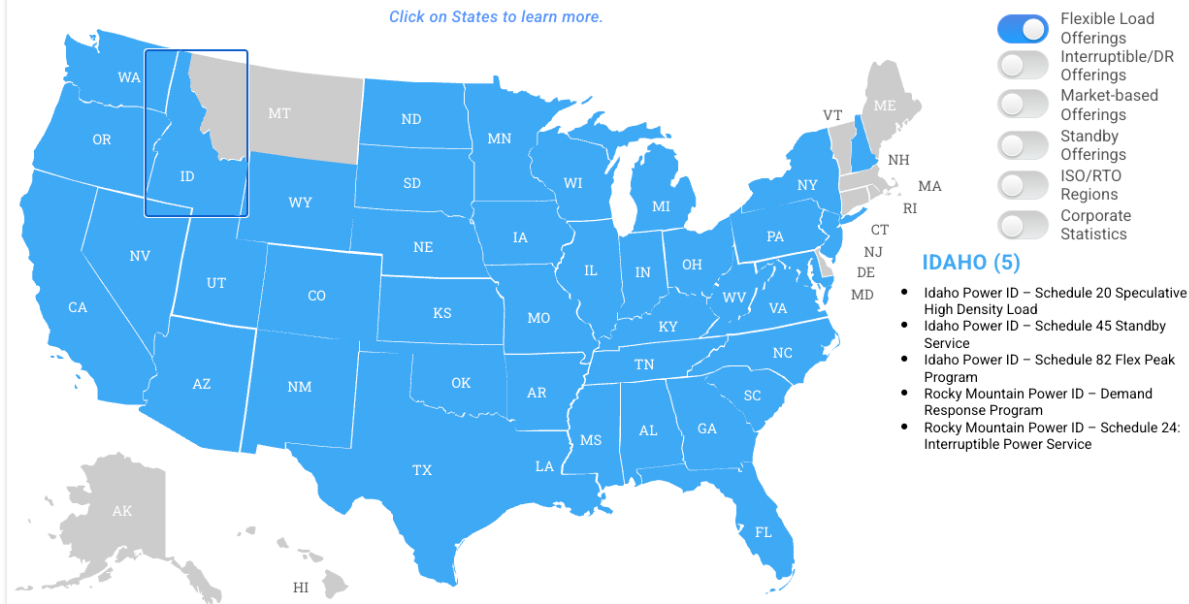 Click on States to learn more.
Flexible Load
Offerings
Interruptible/DR
Offerings
Market-based
Offerings
Standby
Offerings
ISO/RTO
Regions
Corporate
Statistics
WA
MT
ME
VT
ND
OR
MN
NH
ID
SD
WI
NY
MA
MI
WY
RI
IA
PA
CT
NE
NV
NJ
OH
IL
IN
DE
UT
CO
WV
MD
CA
VA
KS
MO
KY
NC
TN
AZ
NM
OK
AR
SC
GA
AL
MS
TX
LA
AK
FL
HI
IDAHO (5)
• Idaho Power ID – Schedule 20 Speculative
High Density Load
• Idaho Power ID – Schedule 45 Standby
Service
• Idaho Power ID – Schedule 82 Flex Peak
Program
• Rocky Mountain Power ID – Demand
Response Program
• Rocky Mountain Power ID – Schedule 24:
Interruptible Power Service